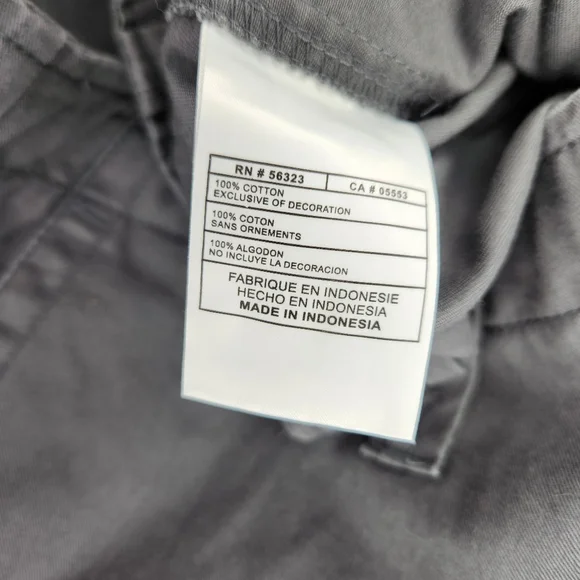 RN # 56323 CA # 05553
100% COTTON
EXCLUSIVE OF DECORATION
100% COTON
SANS ORNEMENTS
100% ALGODON
NO INCLUYE LA DECORACION
FABRIQUE EN INDONESIE
HECHO EN INDONESIA
MADE IN INDONESIA